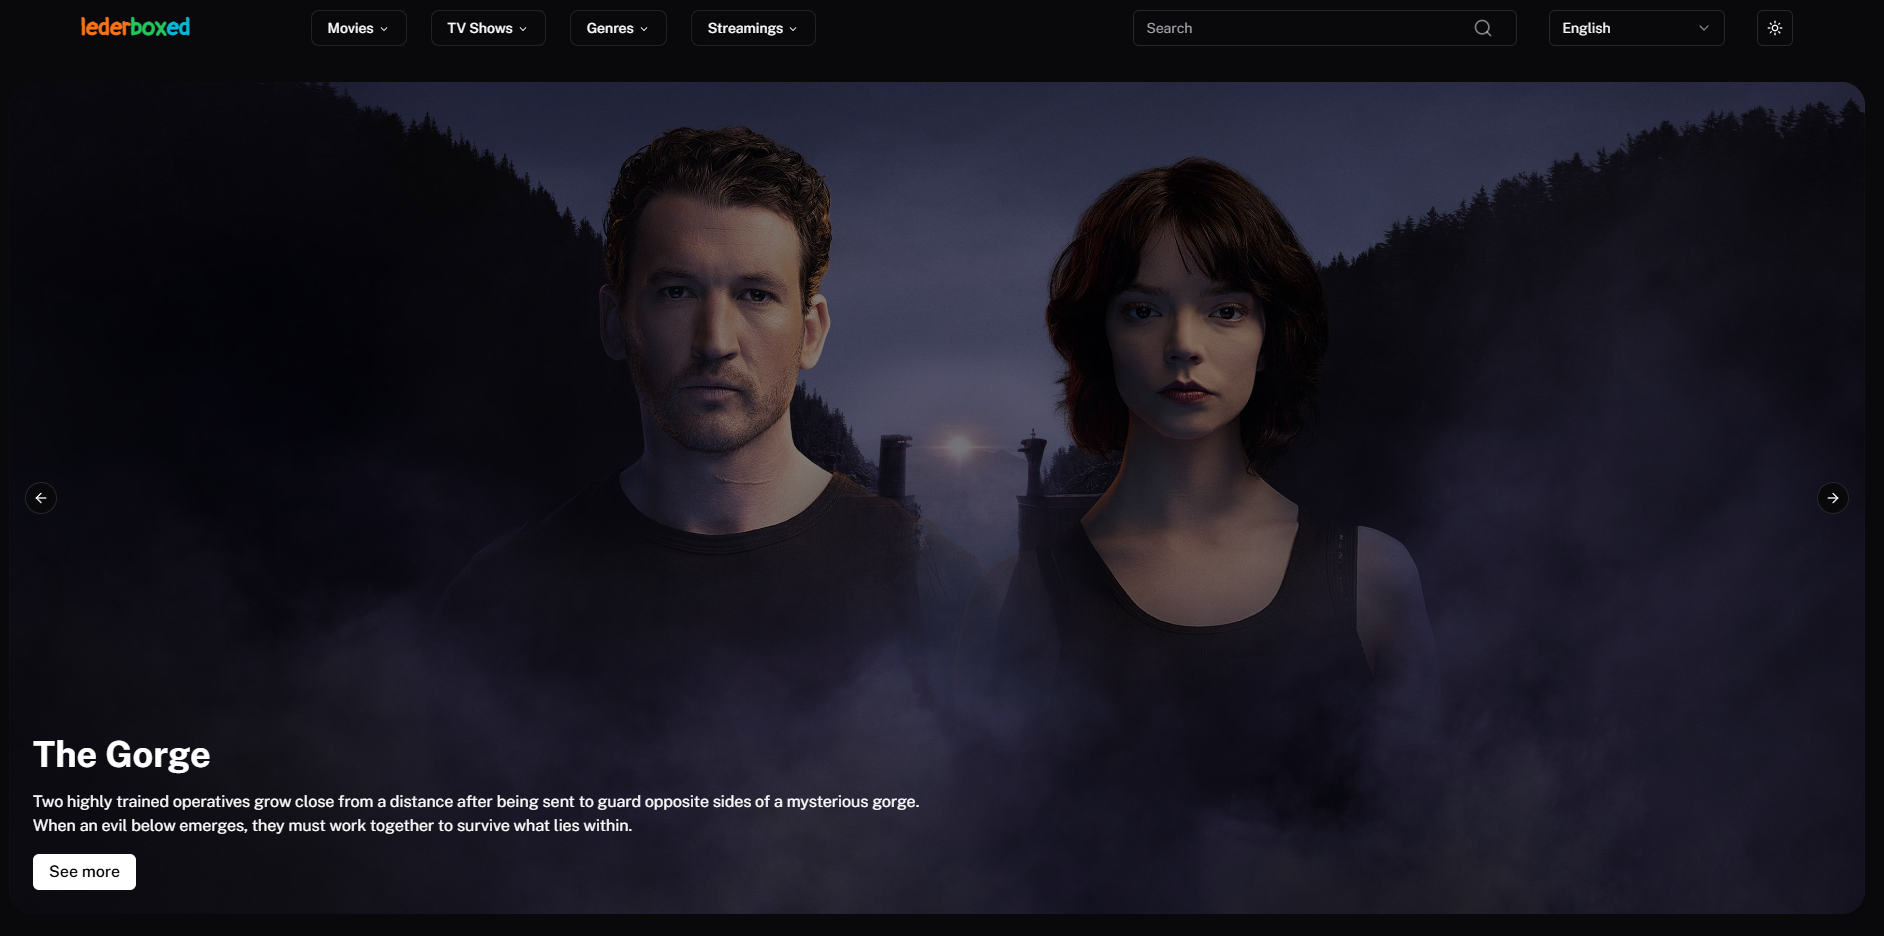 lederboxed
Movies
TV Shows
Genres
Streamings
Search
English
The Gorge
Two highly trained operatives grow close from a distance after being sent to guard opposite sides of a mysterious gorge.
When an evil below emerges, they must work together to survive what lies within.
See more